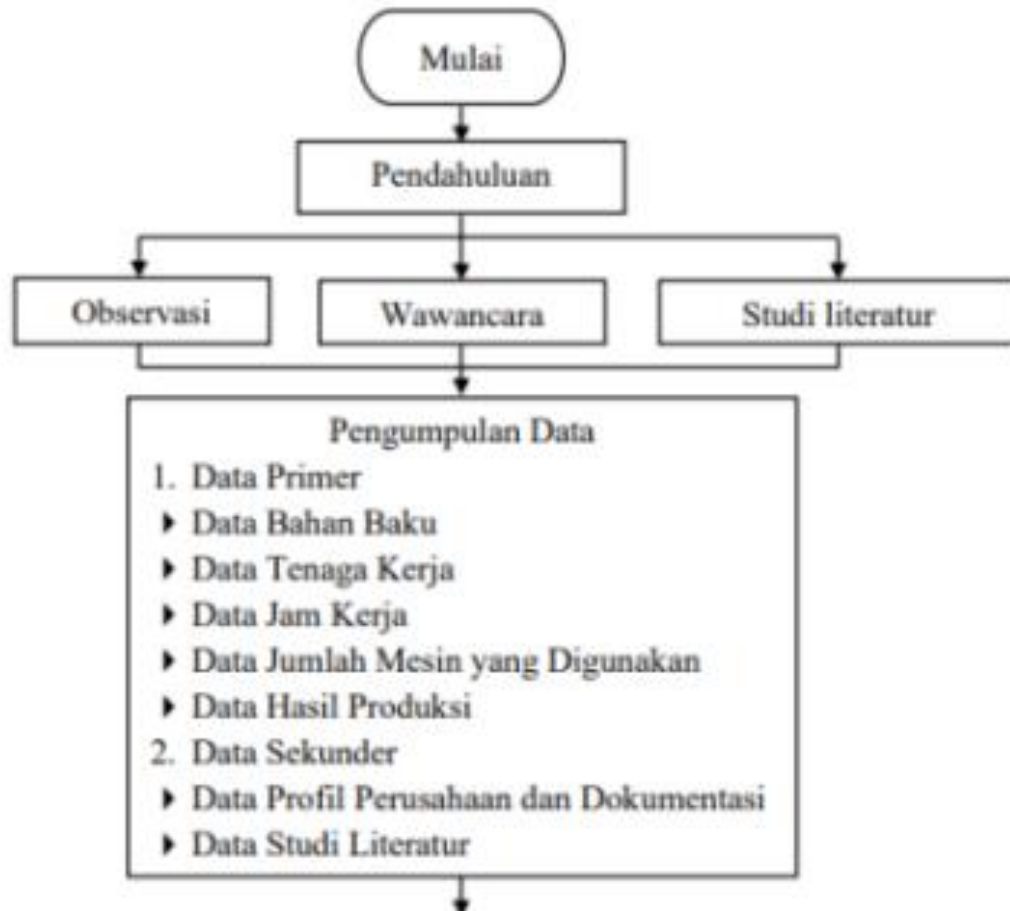 Mulai
Pendahuluan
Observasi
Wawancara
Studi literatur
Pengumpulan Data
1. Data Primer
Data Bahan Baku
Data Tenaga Kerja
Data Jam Kerja
Data Jumlah Mesin yang Digunakan
Data Hasil Produksi
2. Data Sekunder
Data Profil Perusahaan dan Dokumentasi
Data Studi Literatur